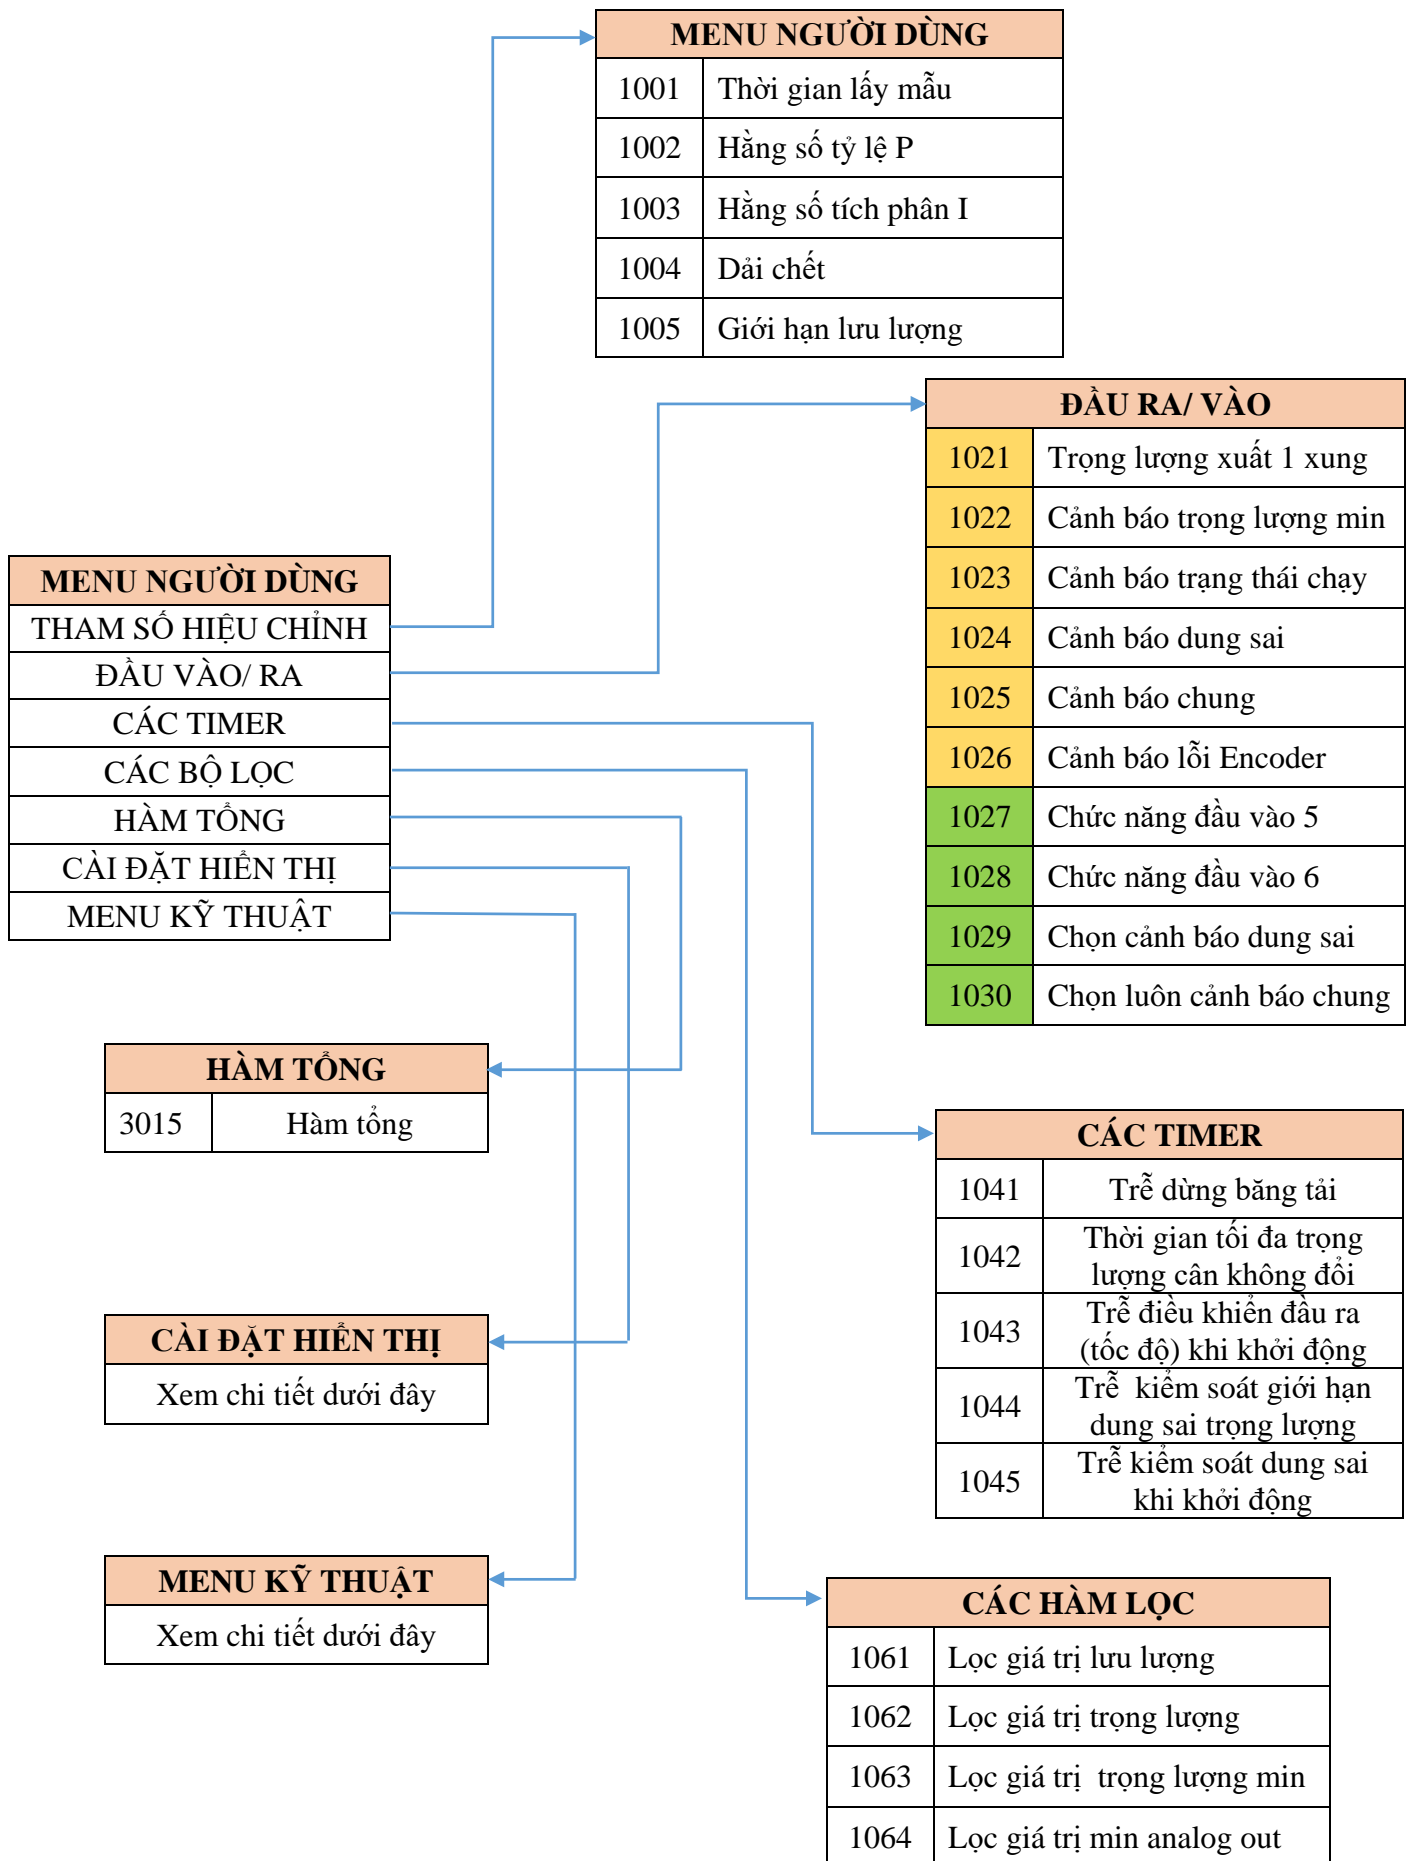 MENU NGƯỜI DÙNG
1001 Thời gian lấy mẫu
1002 Hằng số tỷ lệ P
1003 Hằng số tích phân I
1004 Dải chết
1005 Giới hạn lưu lượng
ĐẦU RA/ VÀO
1021 Trọng lượng xuất 1 xung
1022 Cảnh báo trọng lượng min
1023 Cảnh báo trạng thái chạy
1024 Cảnh báo dung sai
1025 Cảnh báo chung
1026 Cảnh báo lỗi Encoder
1027 Chức năng đầu vào 5
1028 Chức năng đầu vào 6
1029 Chọn cảnh báo dung sai
1030 Chọn luôn cảnh báo chung
MENU NGƯỜI DÙNG
THAM SỐ HIỆU CHỈNH
ĐẦU VÀO/ RA
CÁC TIMER
CÁC BỘ LỌC
HÀM TỔNG
CÀI ĐẶT HIỂN THỊ
MENU KỸ THUẬT
HÀM TỔNG
3015 Hàm tổng
CÁC TIMER
1041 Trễ dừng băng tải
1042 Thời gian tối đa trọng
lượng cân không đổi
1043 Trễ điều khiển đầu ra
(tốc độ) khi khởi động
1044 Trễ kiểm soát giới hạn
dung sai trọng lượng
1045 Trễ kiểm soát dung sai
khi khởi động
CÀI ĐẶT HIỂN THỊ
Xem chi tiết dưới đây
MENU KỸ THUẬT
Xem chi tiết dưới đây
CÁC HÀM LỌC
1061 Lọc giá trị lưu lượng
1062 Lọc giá trị trọng lượng
1063 Lọc giá trị trọng lượng min
1064 Lọc giá trị min analog out